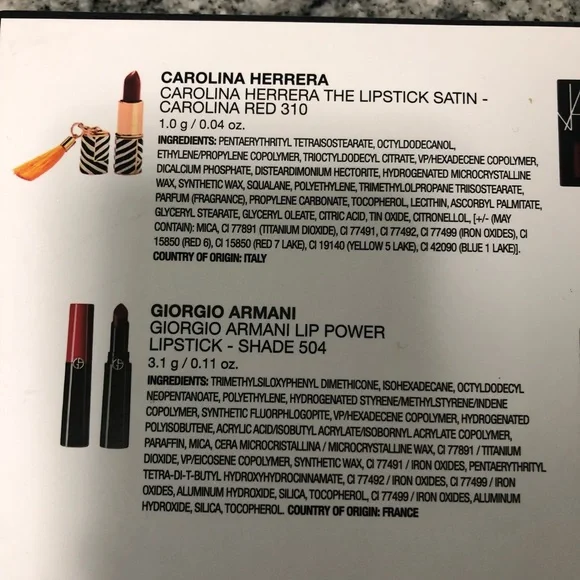 CAROLINA HERRERA
CAROLINA HERRERA THE LIPSTICK SATIN -
CAROLINA RED 310
1.0 g / 0.04 oz.
INGREDIENTS: PENTAERYTHRITYL TETRAISOSTEARATE, OCTYLDODECANOL,
ETHYLENE/PROPYLENE COPOLYMER, TRIOCTYLDODECYL CITRATE, VP/HEXADECENE COPOLYMER,
DICALCIUM PHOSPHATE, DISTEARDIMONIUM HECTORITE, HYDROGENATED MICROCRYSTALLINE
WAX, SYNTHETIC WAX, SQUALANE, POLYETHYLENE, TRIMETHYLOLPROPANE TRIISOSTEARATE,
PARFUM (FRAGRANCE), PROPYLENE CARBONATE, TOCOPHEROL, LECITHIN, ASCORBYL PALMITATE,
GLYCERYL STEARATE, GLYCERYL OLEATE, CITRIC ACID, TIN OXIDE, CITRONELLOL, [+/- (MAY
CONTAIN): MICA, CI 77891 (TITANIUM DIOXIDE), CI 77491, CI 77492, CI 77499 (IRON OXIDES), CI
15850 (RED 6), CI 15850 (RED 7 LAKE), CI 19140 (YELLOW 5 LAKE), CI 42090 (BLUE 1 LAKE)].
COUNTRY OF ORIGIN: ITALY
GIORGIO ARMANI
GIORGIO ARMANI LIP POWER
LIPSTICK - SHADE 504
3.1 g / 0.11 oz.
INGREDIENTS: TRIMETHYLSILOXYPHENYL DIMETHICONE, ISOHEXADECANE, OCTYLDODECYL
NEOPENTANOATE, POLYETHYLENE, HYDROGENATED STYRENE/METHYLSTYRENE/INDENE
COPOLYMER, SYNTHETIC FLUORPHLOGOPITE, VP/HEXADECENE COPOLYMER, HYDROGENATED
POLYISOBUTENE, ACRYLIC ACID/ISOBUTYL ACRYLATE/ISOBORNYL ACRYLATE COPOLYMER,
PARAFFIN, MICA, CERA MICROCRISTALLINA / MICROCRYSTALLINE WAX, CI 77891 / TITANIUM
DIOXIDE, VP/EICOSENE COPOLYMER, SYNTHETIC WAX, CI 77491 / IRON OXIDES, PENTAERYTHRITYL
TETRA-DI-T-BUTYL HYDROXYHYDROCINNAMATE, CI 77492 / IRON OXIDES, CI 77499 / IRON
OXIDES, ALUMINUM HYDROXIDE, SILICA, TOCOPHEROL, CI 77499 / IRON OXIDES, ALUMINUM
HYDROXIDE, SILICA, TOCOPHEROL. COUNTRY OF ORIGIN: FRANCE